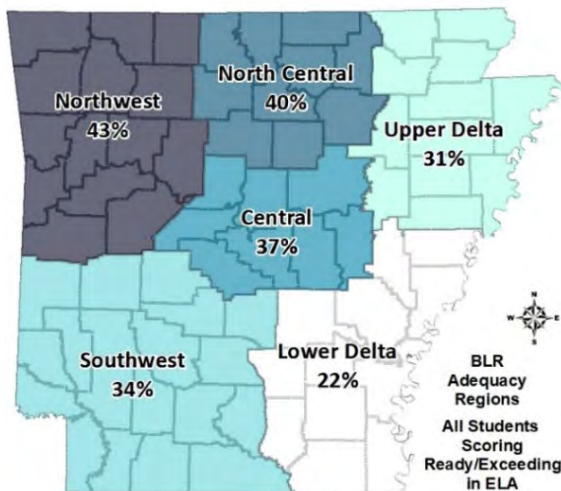 Northwest
43%
North Central
40%
Upper Delta
31%
Central
37%
Southwest
34%
Lower Delta
22%
N
W
E
S
BLR
Adequacy
Regions
All Students
Scoring
Ready/Exceeding
in ELA